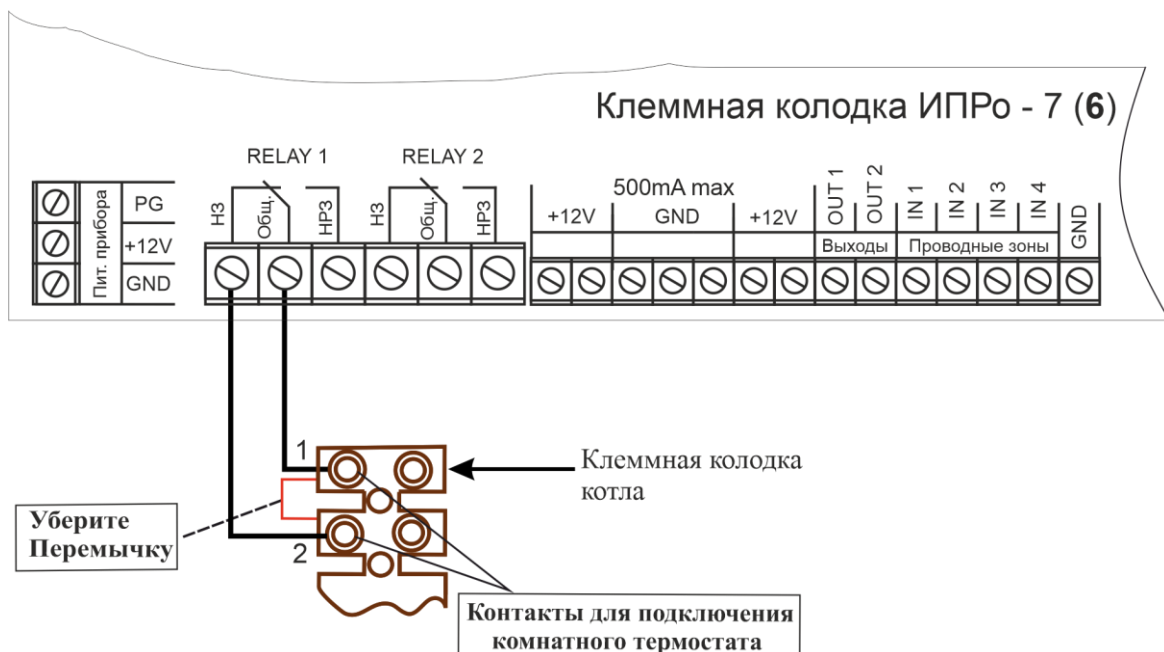 Клеммная колодка ИПРо - 7 (6)
RELAY 1
RELAY 2
Пит. прибора
PG
+12V
GND
НЗ
Общ.
НРЗ
НЗ
Общ.
НРЗ
500mA max
+12V
GND
+12V
OUT 1
OUT 2
IN 1
IN 2
IN 3
IN 4
GND
Выходы
Проводные зоны
1
2
Клеммная колодка
котла
Уберите
Перемычку
Контакты для подключения
комнатного термостата